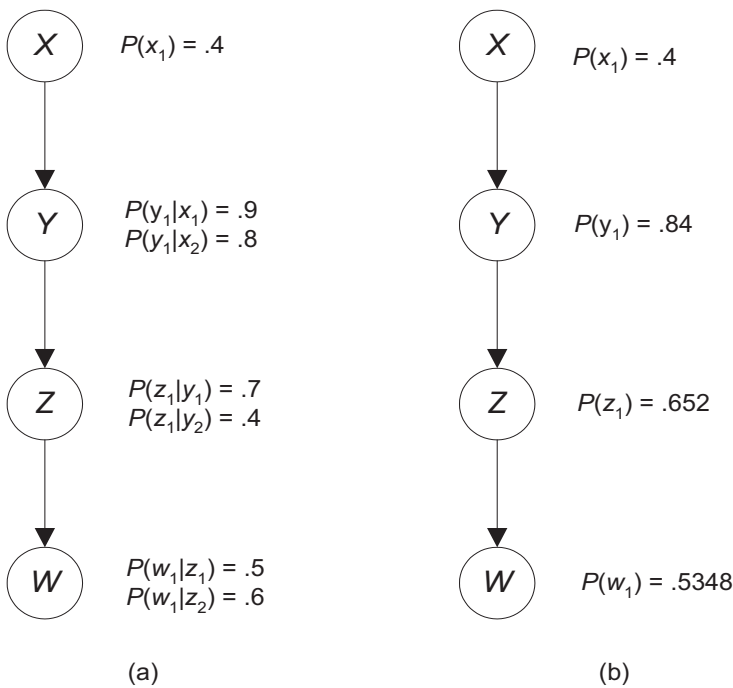 X P(x₁) = .4
Y P(y₁|x₁) = .9
P(y₁|x₂) = .8
Z P(z₁|y₁) = .7
P(z₁|y₂) = .4
W P(w₁|z₁) = .5
P(w₁|z₂) = .6
(a)
X P(x₁) = .4
Y P(y₁) = .84
Z P(z₁) = .652
W P(w₁) = .5348
(b)